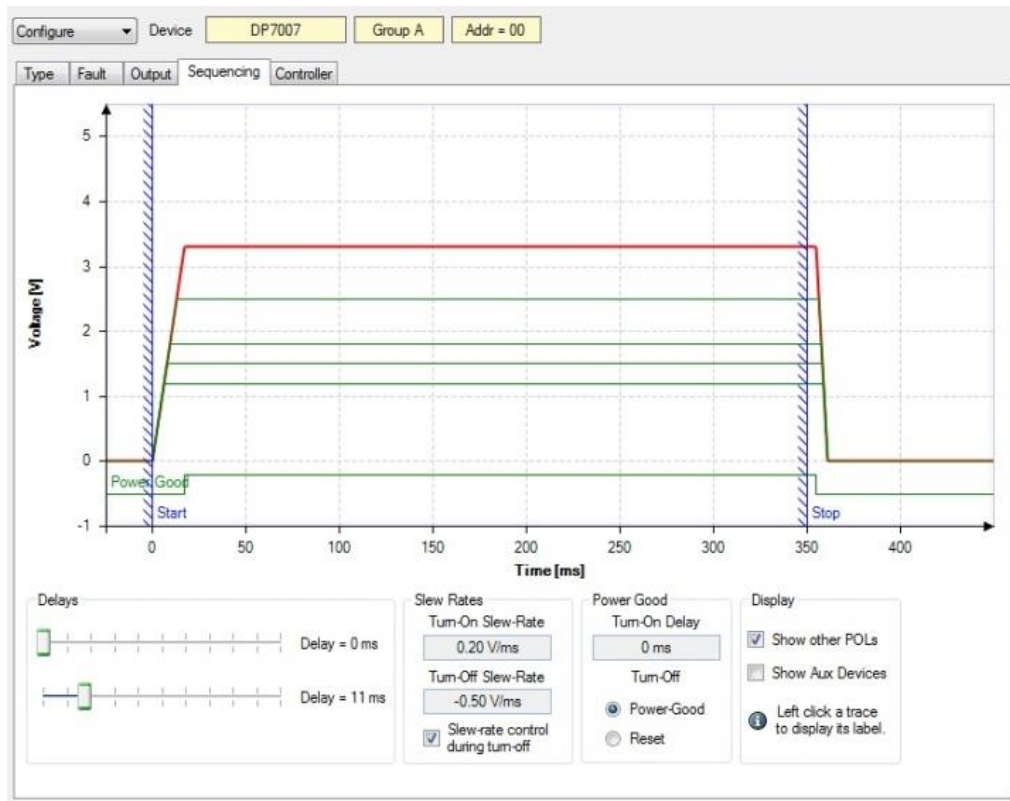 Configure Device DP7007 Group A Addr = 00
Type Fault Output Sequencing Controller
5
4
3
2
1
0
-1
Voltage [V]
Power Good
Start
Stop
0 50 100 150 200 250 300 350 400
Time [ms]
Delays
Delay = 0 ms
Delay = 11 ms
Slew Rates
Turn-On Slew-Rate
0.20 V/ms
Turn-Off Slew-Rate
-0.50 V/ms
Slew-rate control
during turn-off
Power Good
Turn-On Delay
0 ms
Turn-Off
Power-Good
Reset
Display
Show other POLs
Show Aux Devices
Left click a trace
to display its label.